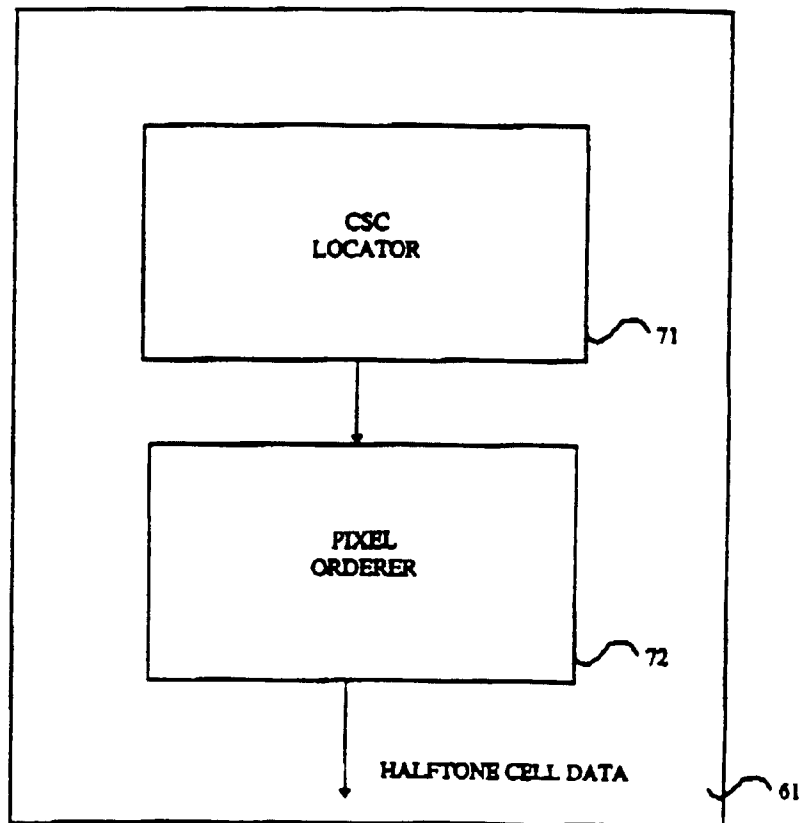 CSC
LOCATOR
71
PIXEL
ORDERER
72
HALFTONE CELL DATA
61